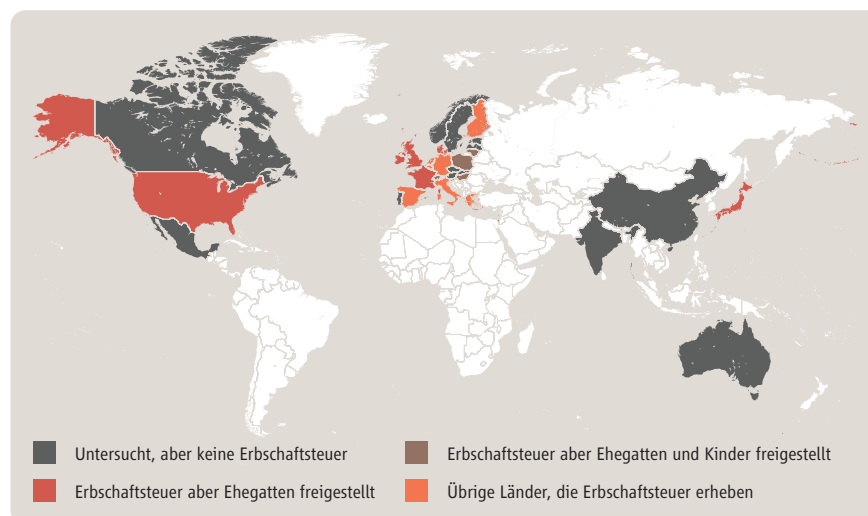 Untersucht, aber keine Erbschaftsteuer
Erbschaftsteuer aber Ehegatten freigestellt
Erbschaftsteuer aber Ehegatten und Kinder freigestellt
Übrige Länder, die Erbschaftsteuer erheben